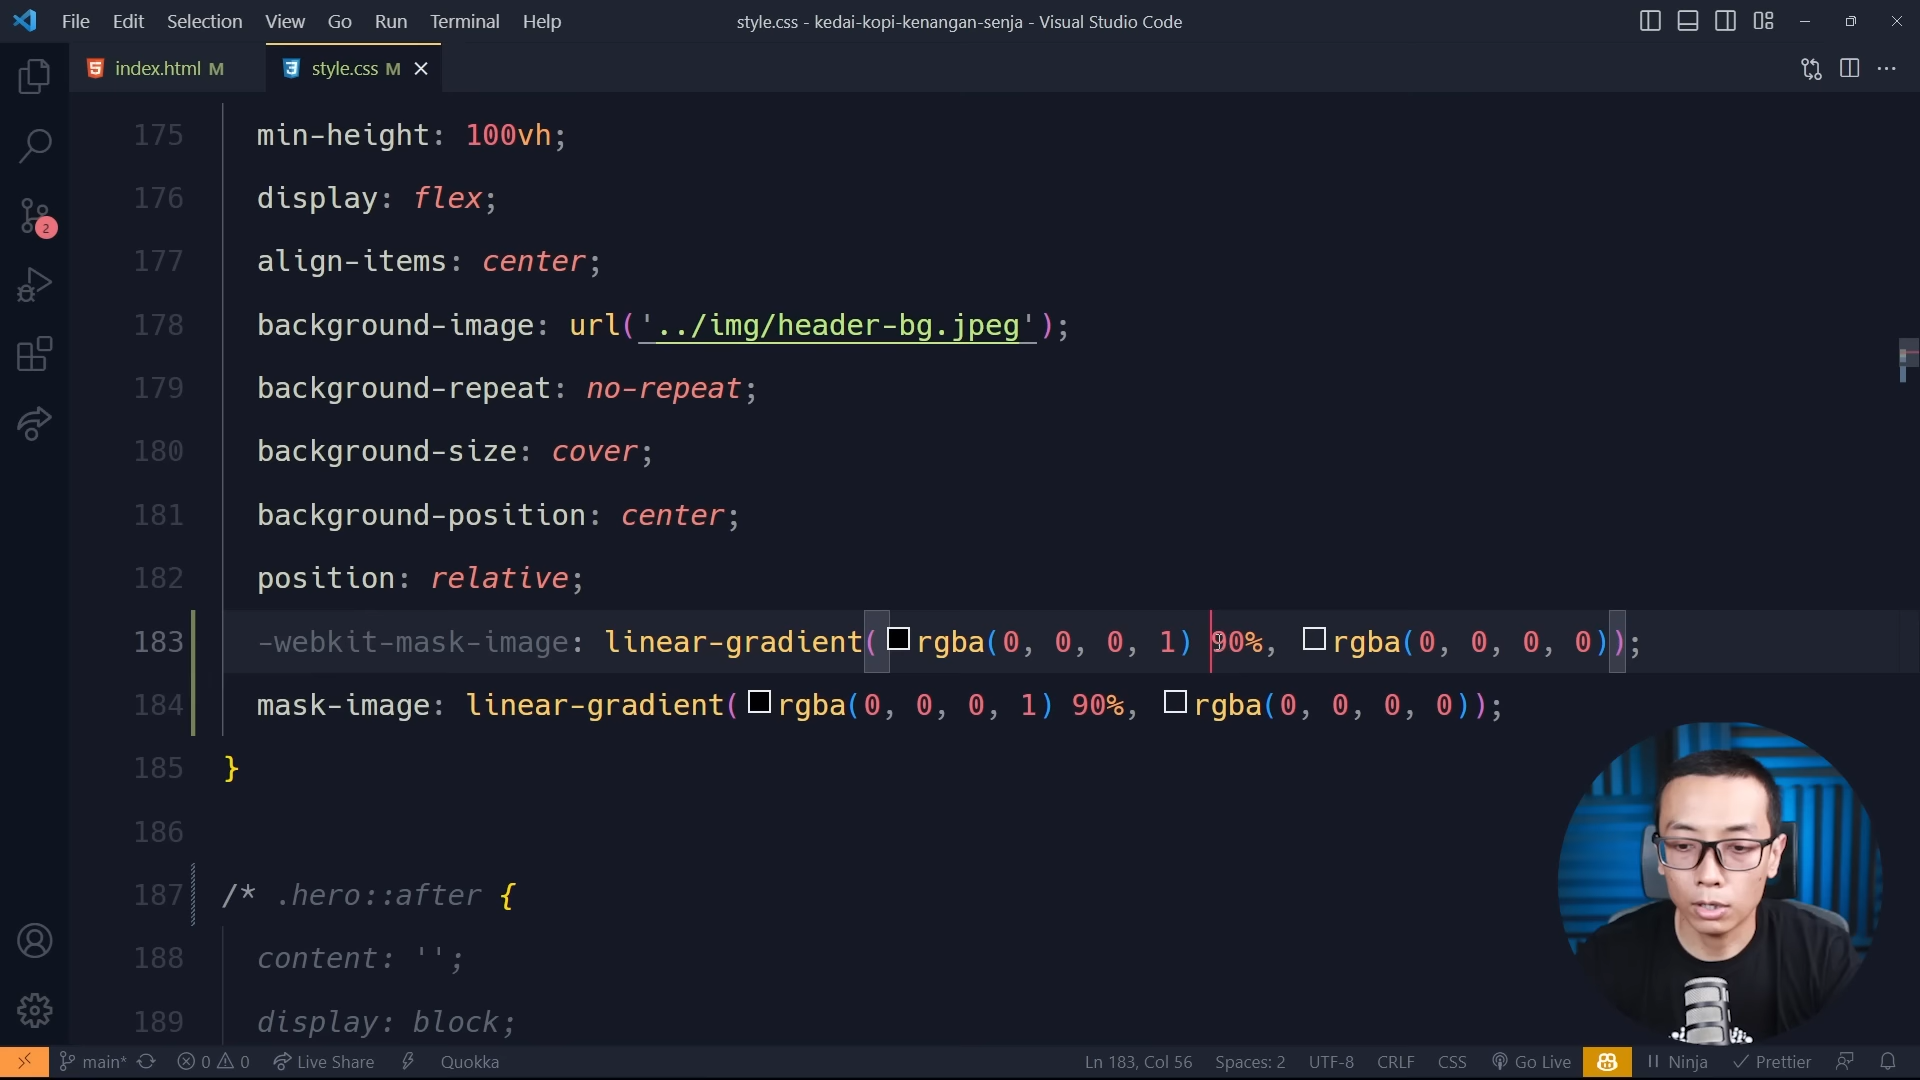 File Edit Selection View Go Run Terminal Help
style.css - kedai-kopi-kenangan-senja - Visual Studio Code
index.html M
style.css M
2
175 min-height: 100vh;
176 display: flex;
177 align-items: center;
178 background-image: url('../img/header-bg.jpeg');
179 background-repeat: no-repeat;
180 background-size: cover;
181 background-position: center;
182 position: relative;
183 -webkit-mask-image: linear-gradient(rgba(0, 0, 0, 1) 90%, rgba(0, 0, 0, 0));
184 mask-image: linear-gradient(rgba(0, 0, 0, 1) 90%, rgba(0, 0, 0, 0));
185 }
186
187 /* .hero::after {
188 content: '';
189 display: block;
main* 0 0 Live Share Quokka Ln 183, Col 56 Spaces: 2 UTF-8 CRLF CSS Go Live Ninja Prettier